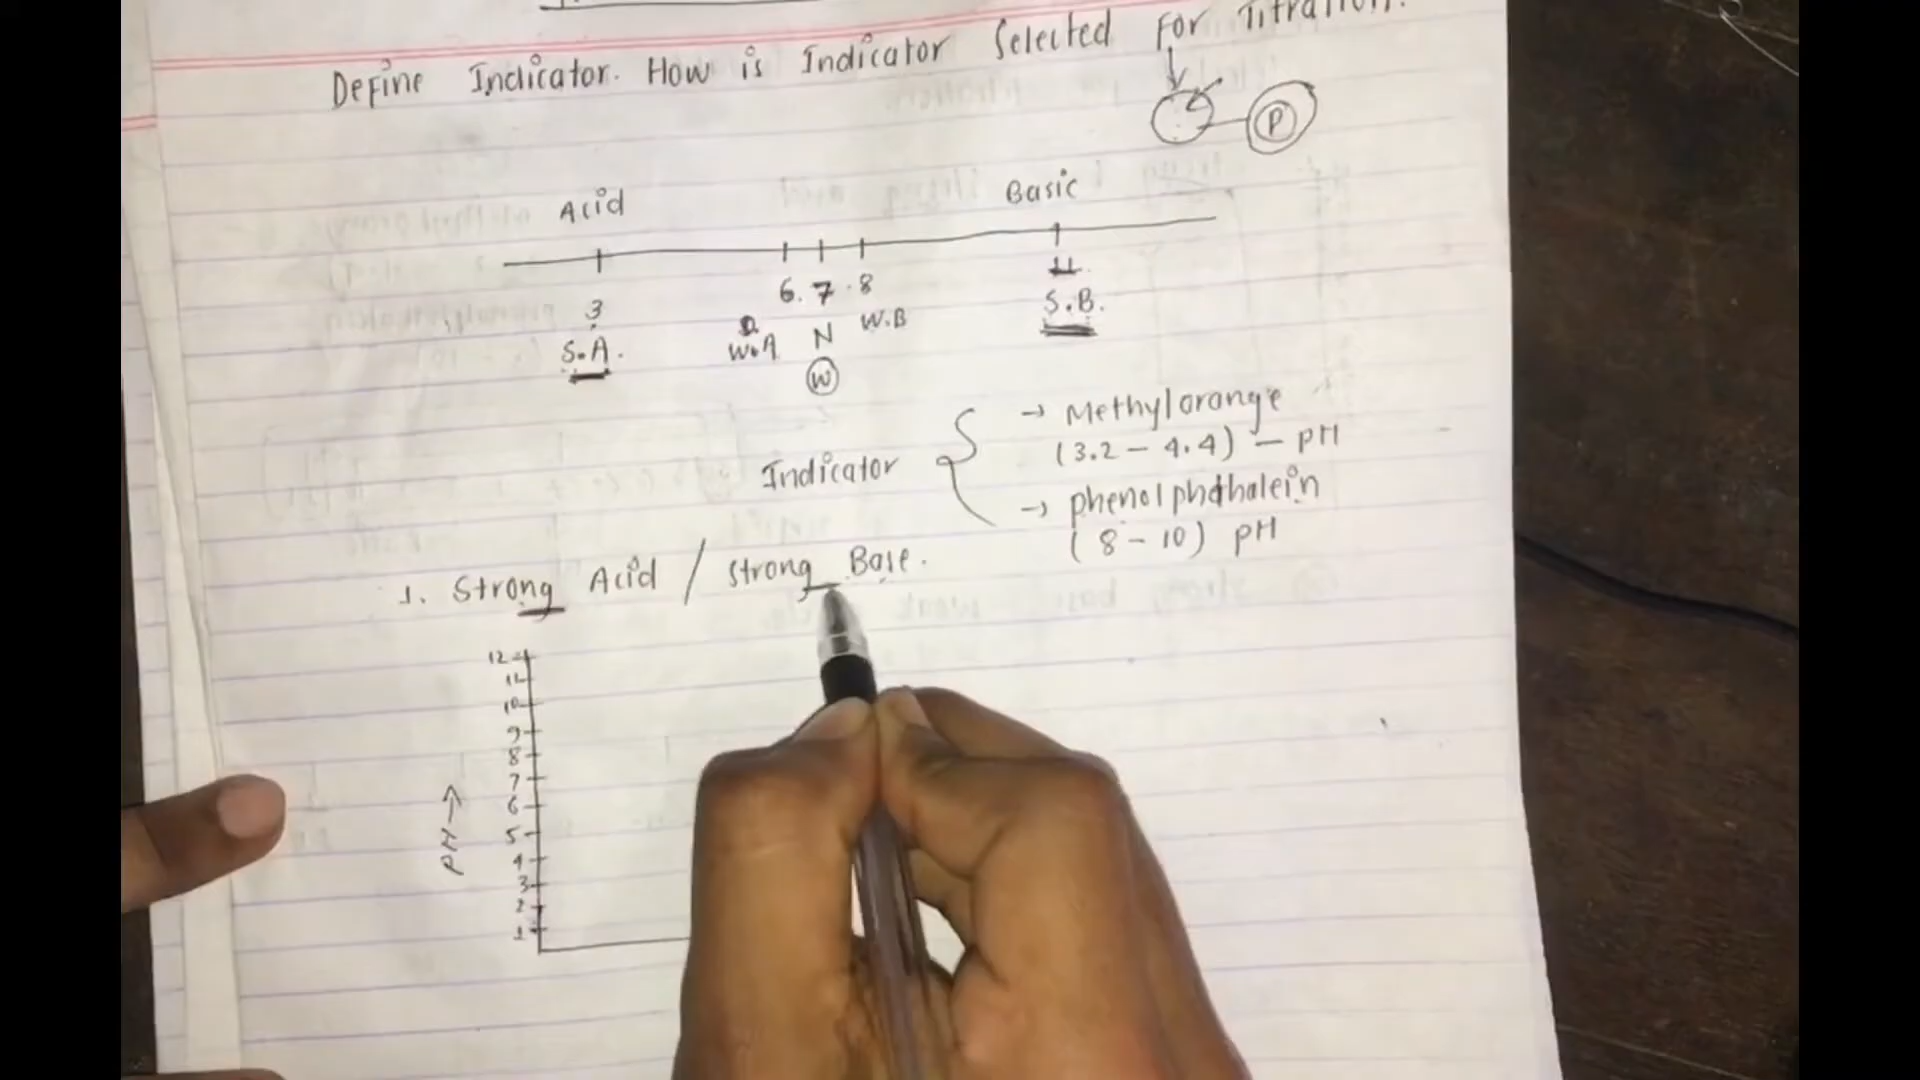 Define Indicator. How is Indicator Selected For Titration.
P
Acid
Basic
3
6. 7 . 8
11
S.A.
W.A
N
W.B
S.B.
W
Indicator
→ Methyl orange
(3.2 - 4.4) - pH
→ phenolphthalein
(8 - 10) pH
1. Strong Acid / Strong Base.
12
11
10
9
8
7
6
5
4
3
2
1
PH →